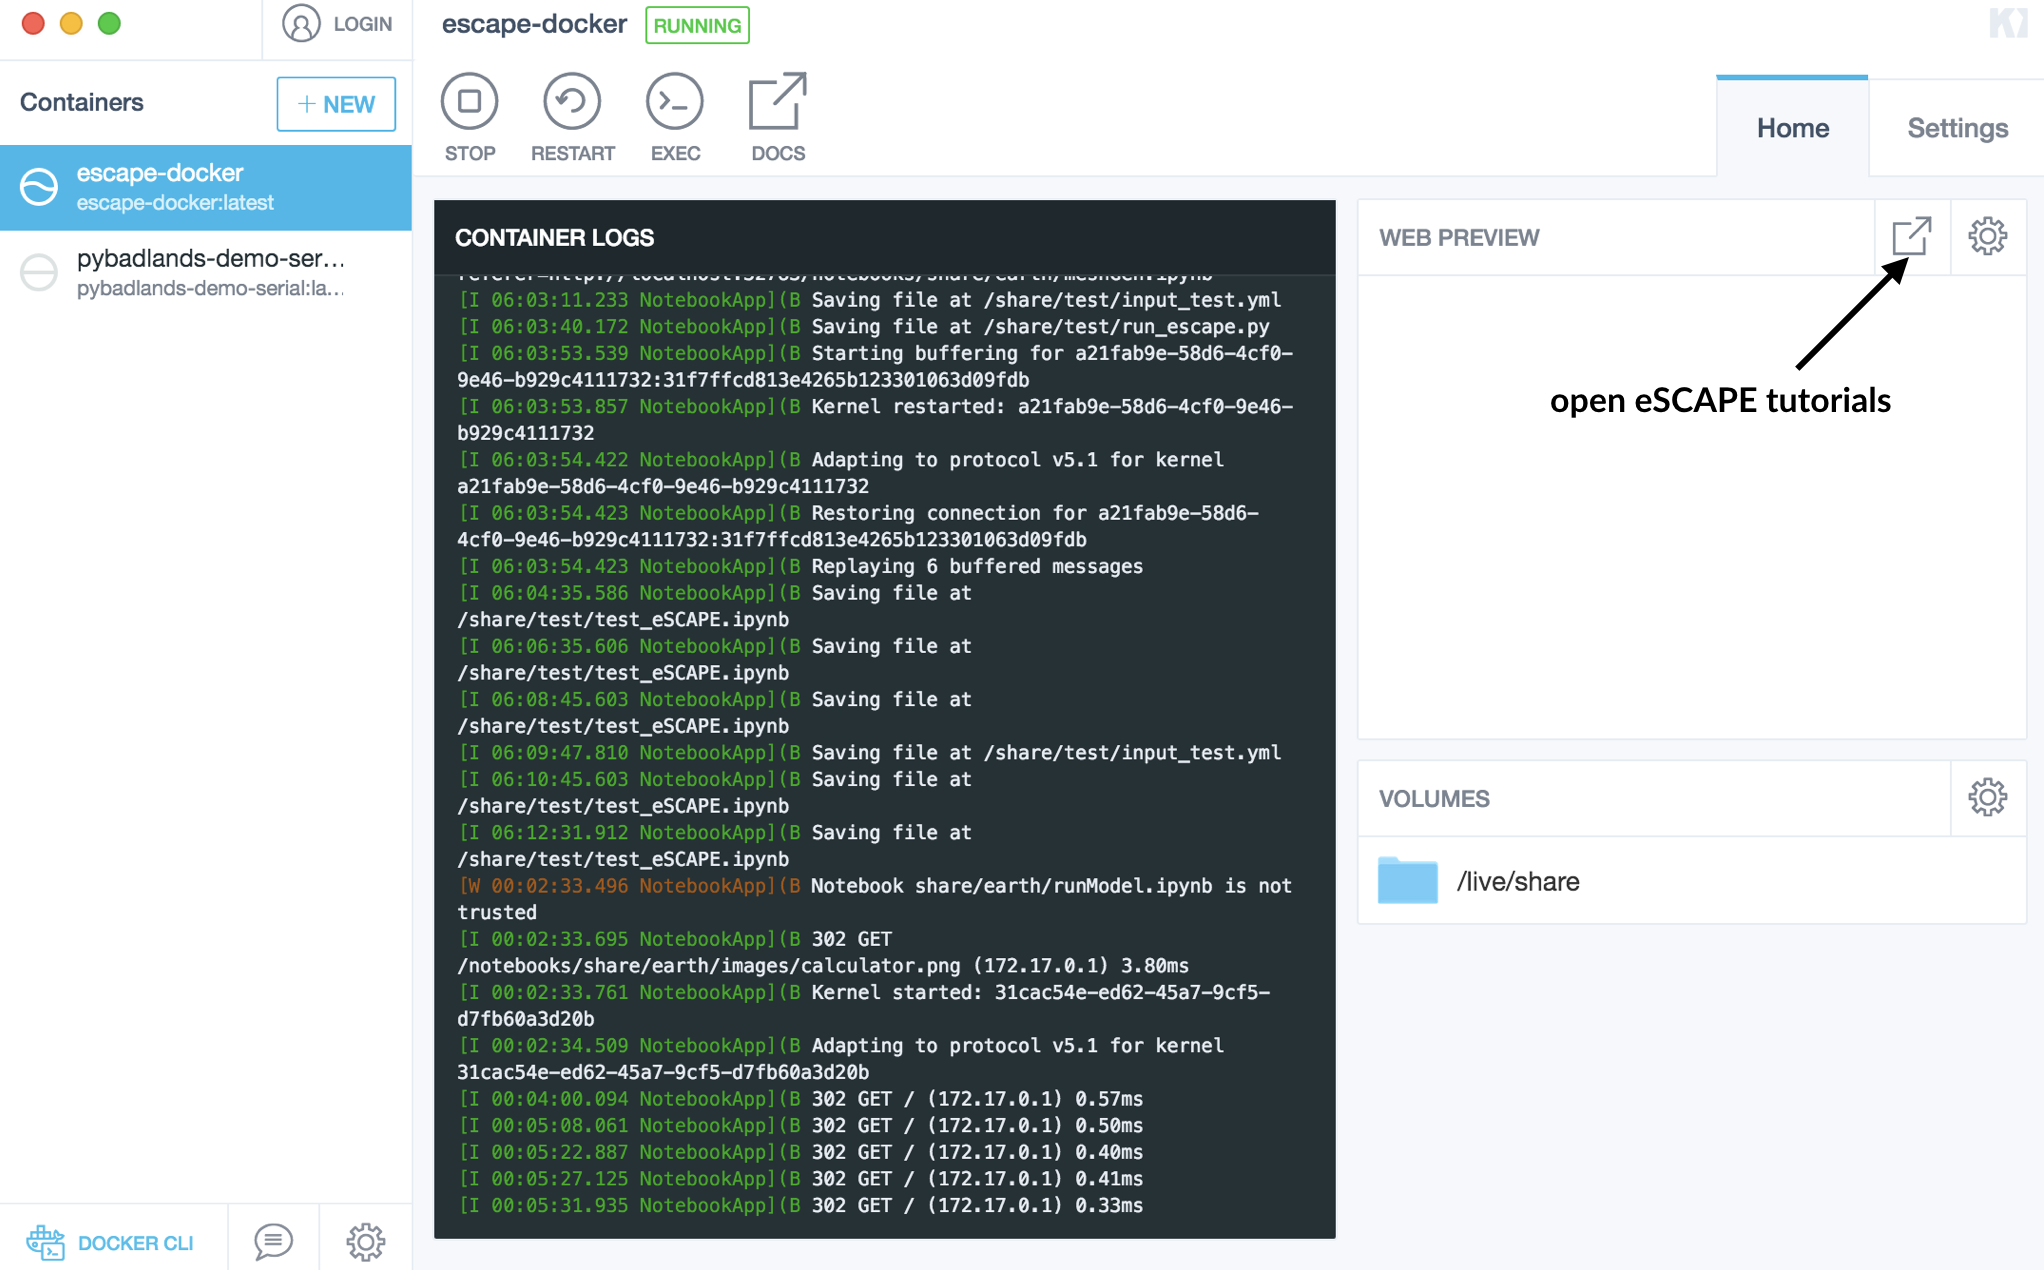 LOGIN
Containers
+ NEW
escape-docker
escape-docker:latest
pybadlands-demo-ser...
pybadlands-demo-serial:la...
DOCKER CLI
escape-docker
RUNNING
STOP
RESTART
EXEC
DOCS
Home
Settings
CONTAINER LOGS
referer=http://localhost:32783/notebooks/share/earth/meshGen.ipynb
[I 06:03:11.233 NotebookApp](B Saving file at /share/test/input_test.yml
[I 06:03:40.172 NotebookApp](B Saving file at /share/test/run_escape.py
[I 06:03:53.539 NotebookApp](B Starting buffering for a21fab9e-58d6-4cf0-
9e46-b929c4111732:31f7ffcd813e4265b123301063d09fdb
[I 06:03:53.857 NotebookApp](B Kernel restarted: a21fab9e-58d6-4cf0-9e46-
b929c4111732
[I 06:03:54.422 NotebookApp](B Adapting to protocol v5.1 for kernel
a21fab9e-58d6-4cf0-9e46-b929c4111732
[I 06:03:54.423 NotebookApp](B Restoring connection for a21fab9e-58d6-
4cf0-9e46-b929c4111732:31f7ffcd813e4265b123301063d09fdb
[I 06:03:54.423 NotebookApp](B Replaying 6 buffered messages
[I 06:04:35.586 NotebookApp](B Saving file at
/share/test/test_eSCAPE.ipynb
[I 06:06:35.606 NotebookApp](B Saving file at
/share/test/test_eSCAPE.ipynb
[I 06:08:45.603 NotebookApp](B Saving file at
/share/test/test_eSCAPE.ipynb
[I 06:09:47.810 NotebookApp](B Saving file at /share/test/input_test.yml
[I 06:10:45.603 NotebookApp](B Saving file at
/share/test/test_eSCAPE.ipynb
[I 06:12:31.912 NotebookApp](B Saving file at
/share/test/test_eSCAPE.ipynb
[W 00:02:33.496 NotebookApp](B Notebook share/earth/runModel.ipynb is not
trusted
[I 00:02:33.695 NotebookApp](B 302 GET
/notebooks/share/earth/images/calculator.png (172.17.0.1) 3.80ms
[I 00:02:33.761 NotebookApp](B Kernel started: 31cac54e-ed62-45a7-9cf5-
d7fb60a3d20b
[I 00:02:34.509 NotebookApp](B Adapting to protocol v5.1 for kernel
31cac54e-ed62-45a7-9cf5-d7fb60a3d20b
[I 00:04:00.094 NotebookApp](B 302 GET / (172.17.0.1) 0.57ms
[I 00:05:08.061 NotebookApp](B 302 GET / (172.17.0.1) 0.50ms
[I 00:05:22.887 NotebookApp](B 302 GET / (172.17.0.1) 0.40ms
[I 00:05:27.125 NotebookApp](B 302 GET / (172.17.0.1) 0.41ms
[I 00:05:31.935 NotebookApp](B 302 GET / (172.17.0.1) 0.33ms
WEB PREVIEW
open eSCAPE tutorials
VOLUMES
/live/share